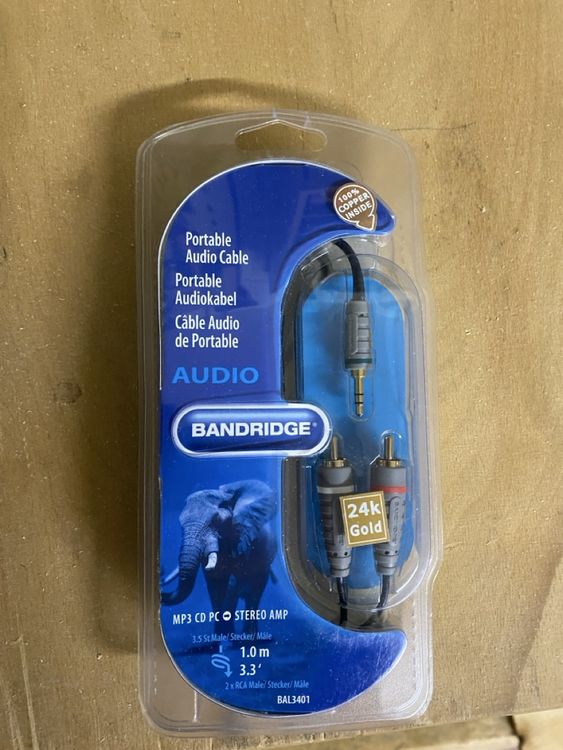 100%
COPPER
INSIDE
Portable
Audio Cable
Portable
Audiokabel
Câble Audio
de Portable
AUDIO
BANDRIDGE®
24k
Gold
MP3 CD PC STEREO AMP
3.5 St Male/ Stecker/ Mâle
1.0 m
3.3'
2 x RCA Male/ Stecker/ Mâle
BAL3401